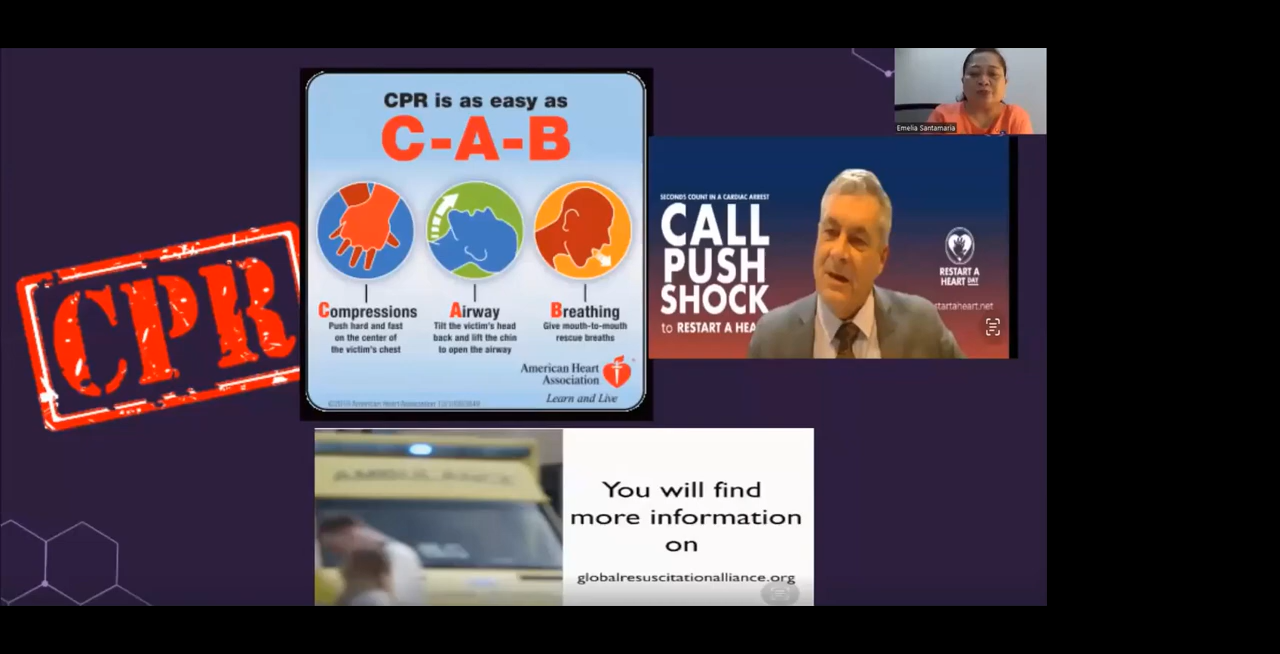 CPR
CPR is as easy as
C-A-B
Compressions
Push hard and fast
on the center of
the victim's chest
Airway
Tilt the victim's head
back and lift the chin
to open the airway
Breathing
Give mouth-to-mouth
rescue breaths
American Heart
Association
Learn and Live
Emelia Santamaria
SECONDS COUNT IN A CARDIAC ARREST
CALL
PUSH
SHOCK
to RESTART A HEA
RESTART A
HEART DAY
startaheart.net
You will find
more information
on
globalresuscitationalliance.org